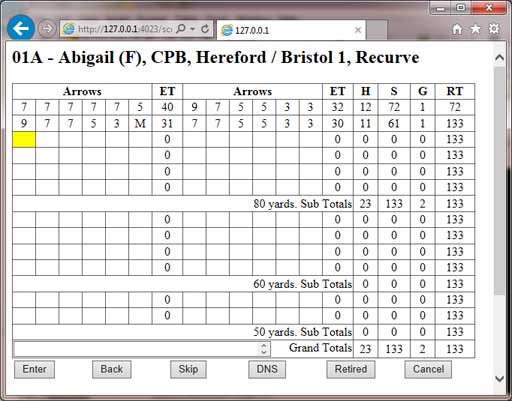 http://127.0.0.1:4023/sc
127.0.0.1
01A - Abigail (F), CPB, Hereford / Bristol 1, Recurve
Arrows ET Arrows ET H S G RT
7 7 7 7 7 5 40 9 7 5 5 3 3 32 12 72 1 72
9 7 7 5 3 M 31 7 7 5 5 3 3 30 11 61 1 133
0 0 0 0 0 133
0 0 0 0 0 133
0 0 0 0 0 133
0 0 0 0 0 133
80 yards. Sub Totals 23 133 2 133
0 0 0 0 0 133
0 0 0 0 0 133
0 0 0 0 0 133
0 0 0 0 0 133
60 yards. Sub Totals 0 0 0 133
0 0 0 0 0 133
0 0 0 0 0 133
50 yards. Sub Totals 0 0 0 133
Grand Totals 23 133 2 133
Enter Back Skip DNS Retired Cancel